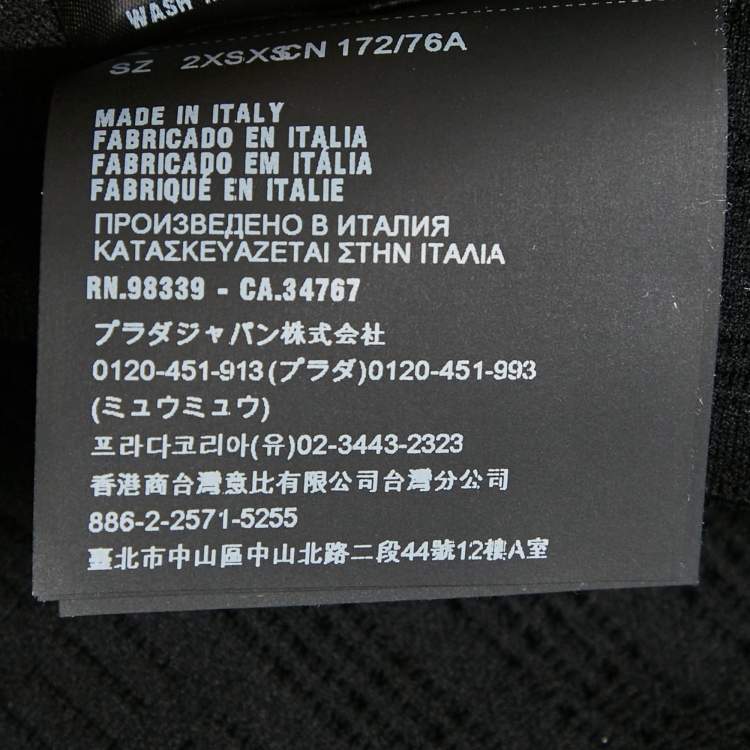 WASH
SZ 2XSXSCN 172/76A
MADE IN ITALY
FABRICADO EN ITALIA
FABRICADO EM ITÁLIA
FABRIQUÉ EN ITALIE
ПРОИЗВЕДЕНО В ИТАЛИЯ
ΚΑΤΑΣΚΕΥΑΖΕΤΑΙ ΣΤΗΝ ΙΤΑΛΙΑ
RN.98339 - CA.34767
プラダジャパン株式会社
0120-451-913(プラダ)0120-451-993
(ミュウミュウ)
프라다코리아(유)02-3443-2323
香港商台灣意比有限公司台灣分公司
886-2-2571-5255
臺北市中山區中山北路二段44號12樓A室